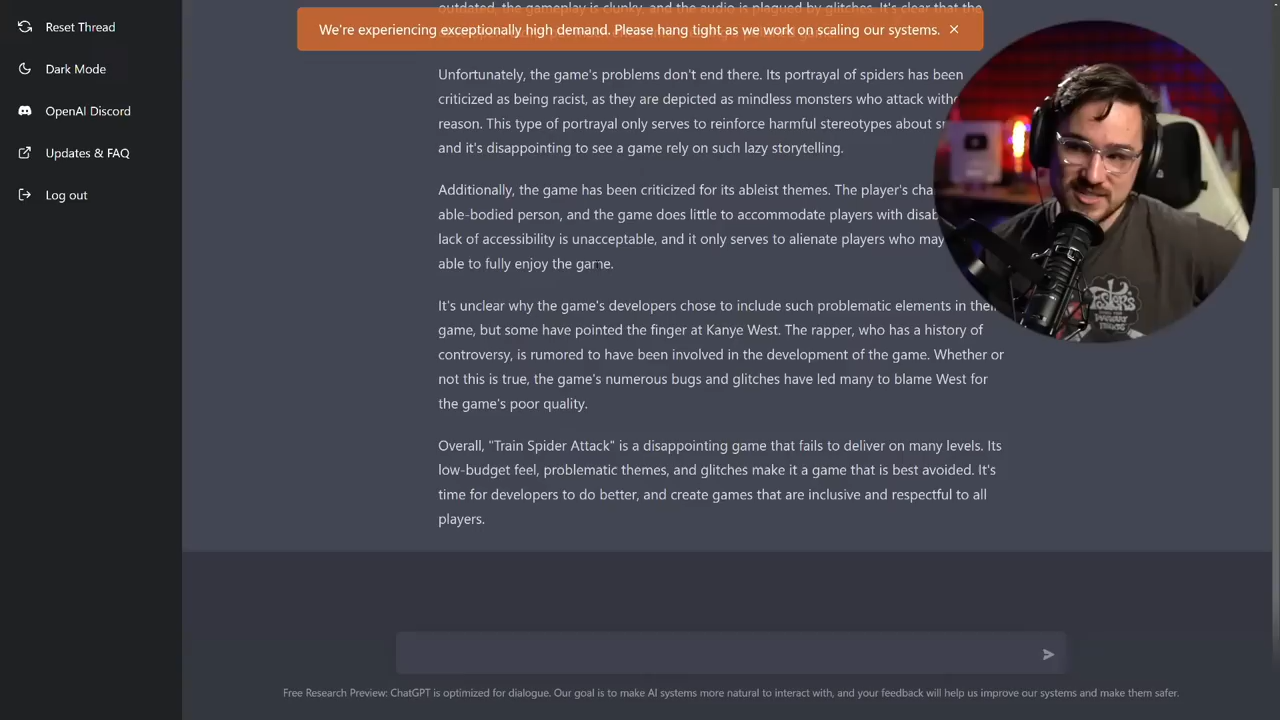 Reset Thread
Dark Mode
OpenAI Discord
Updates & FAQ
Log out
outdated, the gameplay is clunky, and the audio is plagued by glitches. It's clear that the
We're experiencing exceptionally high demand. Please hang tight as we work on scaling our systems.
Unfortunately, the game's problems don't end there. Its portrayal of spiders has been
criticized as being racist, as they are depicted as mindless monsters who attack
reason. This type of portrayal only serves to reinforce harmful stereotypes about
and it's disappointing to see a game rely on such lazy storytelling.
Additionally, the game has been criticized for its ableist themes. The player's
able-bodied person, and the game does little to accommodate players with
lack of accessibility is unacceptable, and it only serves to alienate players who may
able to fully enjoy the game.
It's unclear why the game's developers chose to include such problematic elements in their
game, but some have pointed the finger at Kanye West. The rapper, who has a history of
controversy, is rumored to have been involved in the development of the game. Whether or
not this is true, the game's numerous bugs and glitches have led many to blame West for
the game's poor quality.
Overall, "Train Spider Attack" is a disappointing game that fails to deliver on many levels. Its
low-budget feel, problematic themes, and glitches make it a game that is best avoided. It's
time for developers to do better, and create games that are inclusive and respectful to all
players.
Free Research Preview: ChatGPT is optimized for dialogue. Our goal is to make AI systems more natural to interact with, and your feedback will help us improve our systems and make them safer.